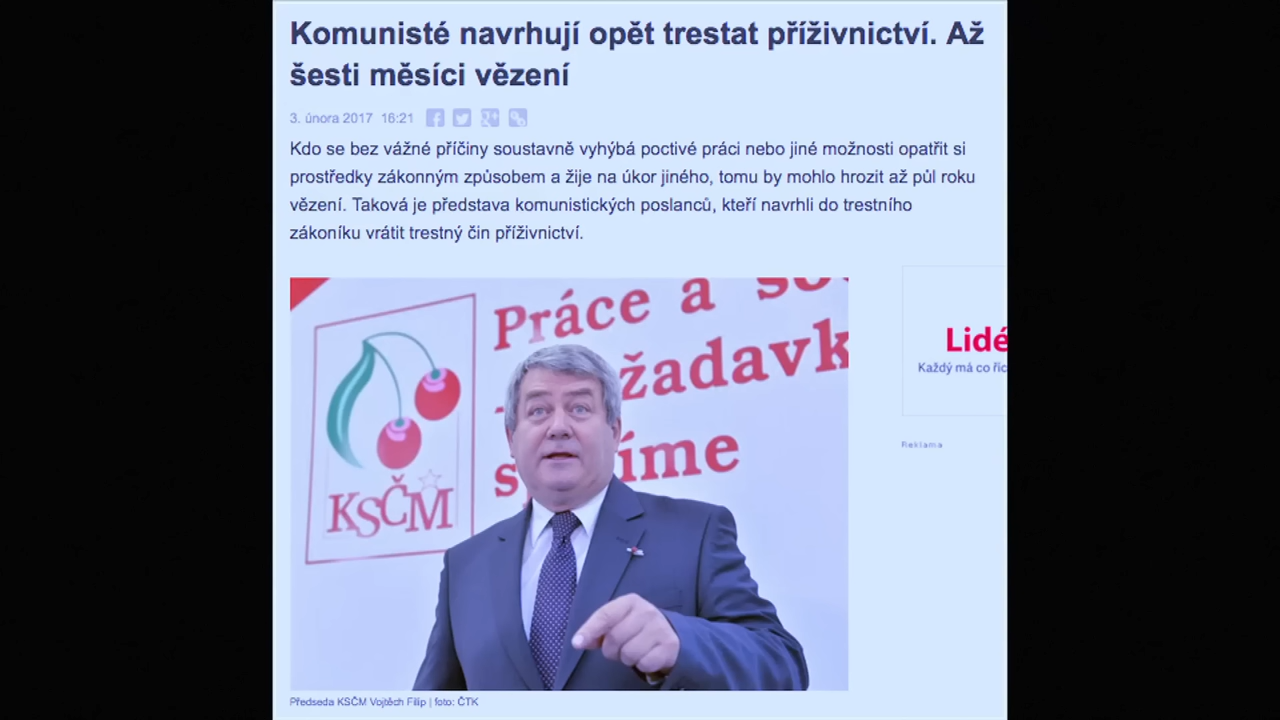 Komunisté navrhují opět trestat příživnictví. Až
šesti měsíci vězení
3. února 2017 16:21
Kdo se bez vážné příčiny soustavně vyhýbá poctivé práci nebo jiné možnosti opatřit si
prostředky zákonným způsobem a žije na úkor jiného, tomu by mohlo hrozit až půl roku
vězení. Taková je představa komunistických poslanců, kteří navrhli do trestního
zákoníku vrátit trestný čin příživnictví.
Práce a
KSČM
Lidé
Každý má co říc
Reklama
Předseda KSČM Vojtěch Filip | foto: ČTK